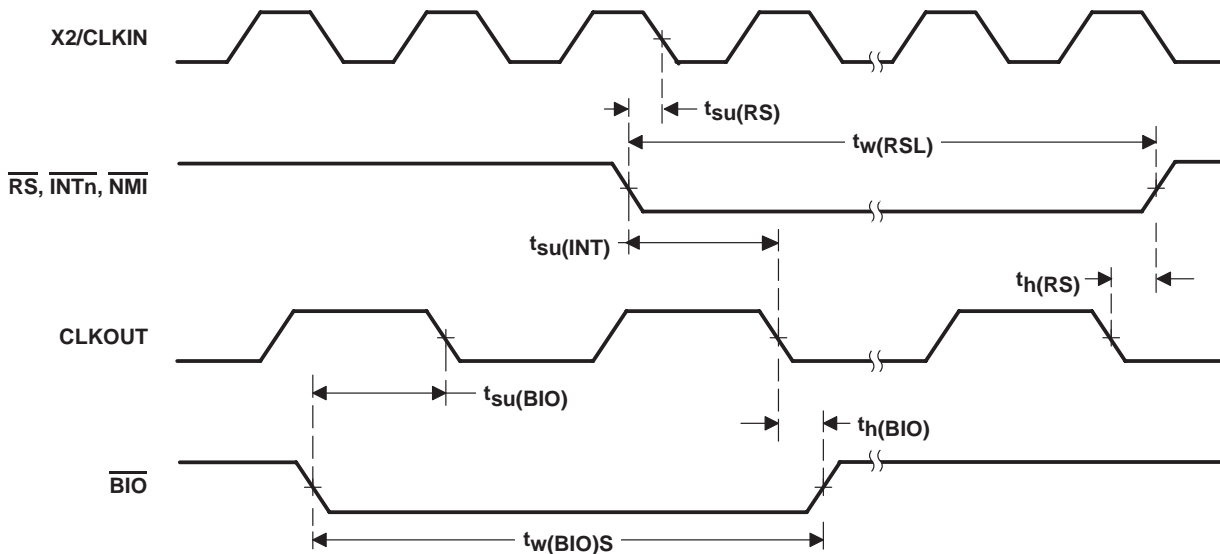 X2/CLKIN
tsu(RS)
tw(RSL)
RS, INTn, NMI
tsu(INT)
th(RS)
CLKOUT
tsu(BIO)
th(BIO)
BIO
tw(BIO)S